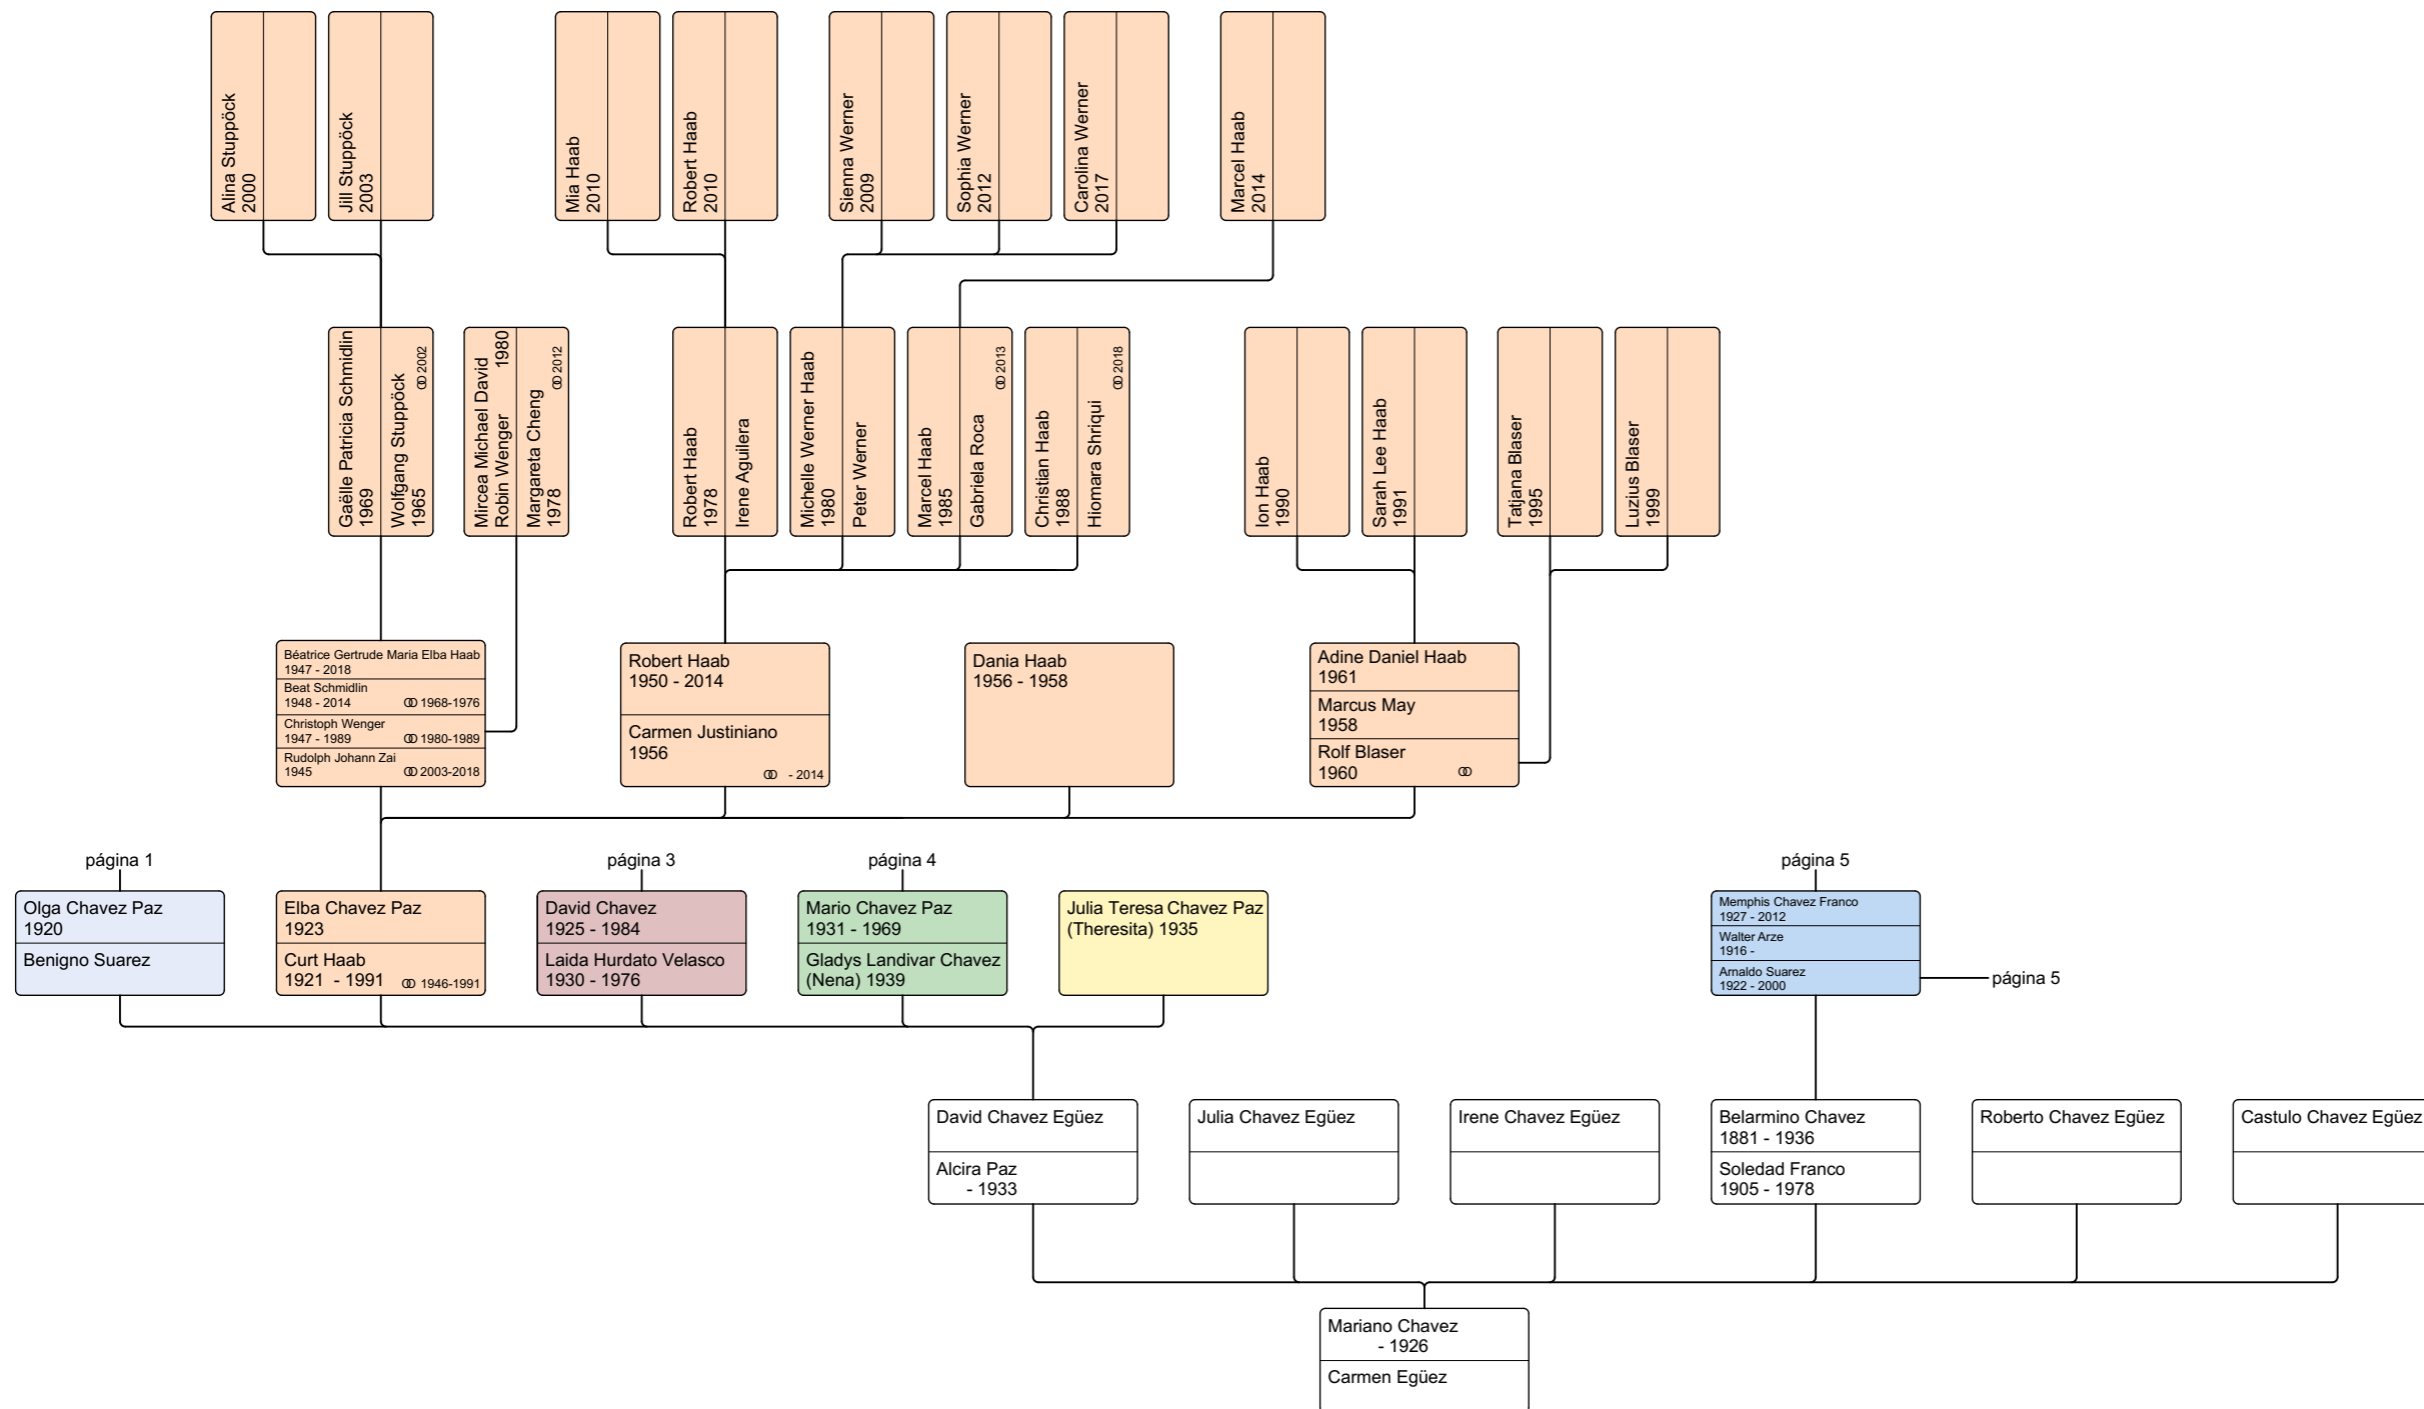 Alina Stuppöck
2000
Jill Stuppöck
2003
Mia Haab
2010
Robert Haab
2010
Sienna Werner
2009
Sophia Werner
2012
Carolina Werner
2017
Marcel Haab
2014
Gaëlle Patricia Schmidlin
1969
Wolfgang Stuppöck
1965 ⚭ 2002
Mircea Michael David
Robin Wenger 1980
Margareta Cheng
1978 ⚭ 2012
Robert Haab
1978
Irene Aguilera
Michelle Werner Haab
1980
Peter Werner
Marcel Haab
1985
Gabriela Roca
⚭ 2013
Christian Haab
1988
Hiomara Shriqui
⚭ 2018
Ion Haab
1990
Sarah Lee Haab
1991
Tatjana Blaser
1995
Luzius Blaser
1999
Béatrice Gertrude Maria Elba Haab
1947 - 2018
Beat Schmidlin
1948 - 2014 ⚭ 1968-1976
Christoph Wenger
1947 - 1989 ⚭ 1980-1989
Rudolph Johann Zai
1945 ⚭ 2003-2018
Robert Haab
1950 - 2014
Carmen Justiniano
1956
⚭ - 2014
Dania Haab
1956 - 1958
Adine Daniel Haab
1961
Marcus May
1958
Rolf Blaser
1960 ⚭
página 1
Olga Chavez Paz
1920
Benigno Suarez
Elba Chavez Paz
1923
Curt Haab
1921 - 1991 ⚭ 1946-1991
página 3
David Chavez
1925 - 1984
Laida Hurdato Velasco
1930 - 1976
página 4
Mario Chavez Paz
1931 - 1969
Gladys Landivar Chavez
(Nena) 1939
Julia Teresa Chavez Paz
(Theresita) 1935
página 5
Memphis Chavez Franco
1927 - 2012
Walter Arze
1916 -
Arnaldo Suarez
1922 - 2000
página 5
David Chavez Egüez
Alcira Paz
- 1933
Julia Chavez Egüez
Irene Chavez Egüez
Belarmino Chavez
1881 - 1936
Soledad Franco
1905 - 1978
Roberto Chavez Egüez
Castulo Chavez Egüez
Mariano Chavez
- 1926
Carmen Egüez